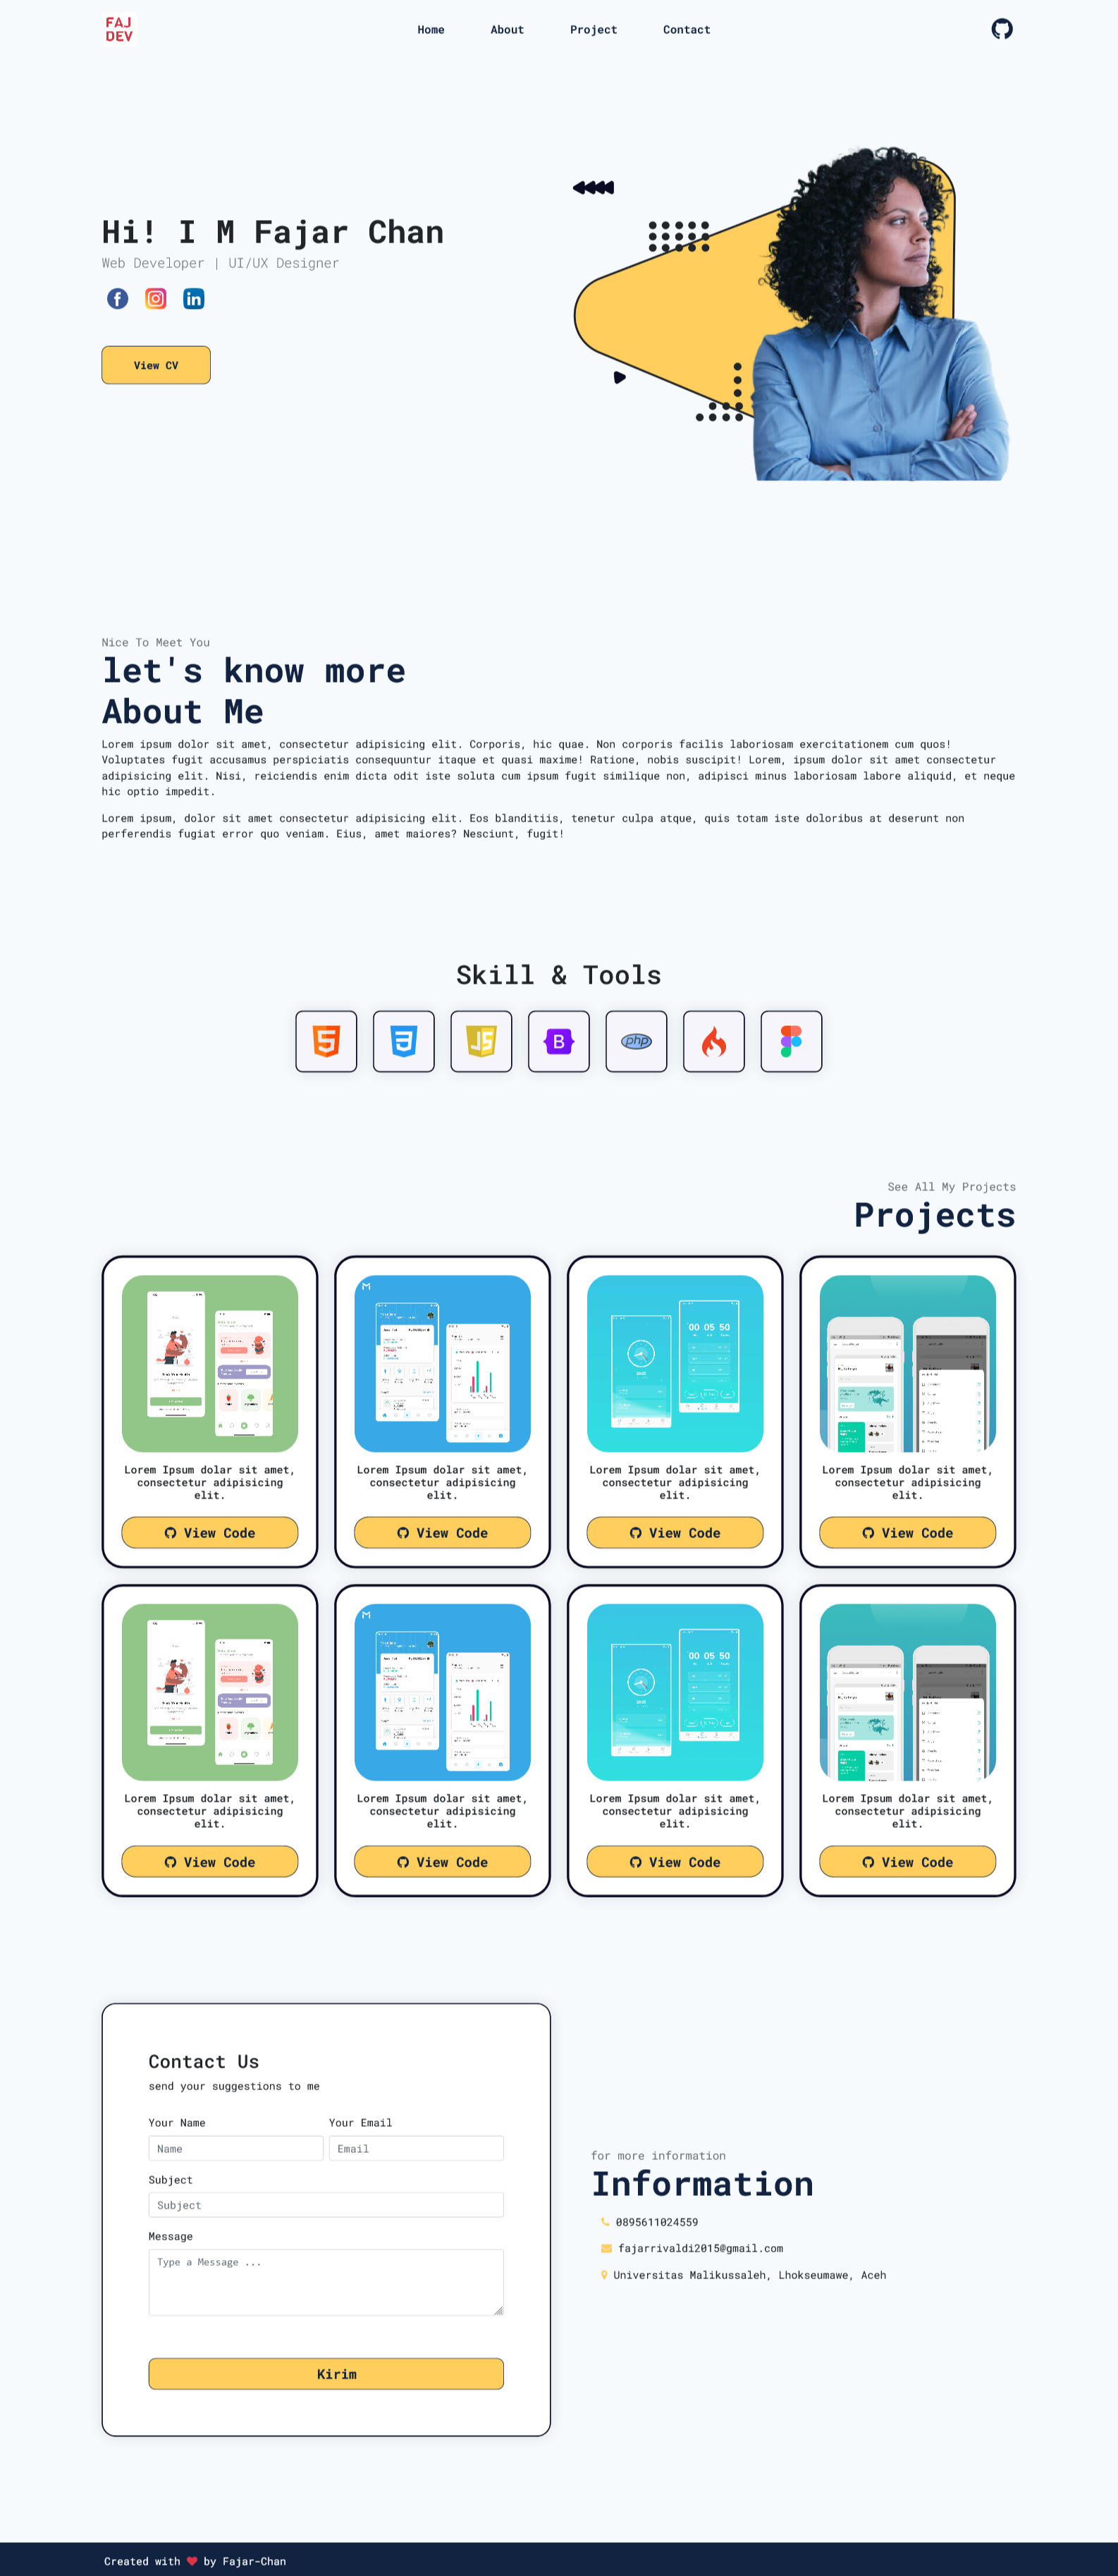 FAJ
DEV
Home About Project Contact
Hi! I M Fajar Chan
Web Developer | UI/UX Designer
View CV
Nice To Meet You
let's know more
About Me
Lorem ipsum dolor sit amet, consectetur adipisicing elit. Corporis, hic quae. Non corporis facilis laboriosam exercitationem cum quos!
Voluptates fugit accusamus perspiciatis consequuntur itaque et quasi maxime! Ratione, nobis suscipit! Lorem, ipsum dolor sit amet consectetur
adipisicing elit. Nisi, reiciendis enim dicta odit iste soluta cum ipsum fugit similique non, adipisci minus laboriosam labore aliquid, et neque
hic optio impedit.
Lorem ipsum, dolor sit amet consectetur adipisicing elit. Eos blanditiis, tenetur culpa atque, quis totam iste doloribus at deserunt non
perferendis fugiat error quo veniam. Eius, amet maiores? Nesciunt, fugit!
Skill & Tools
5 3 JS B php
See All My Projects
Projects
00 05 50
Lorem Ipsum dolar sit amet,
consectetur adipisicing
elit.
View Code
Lorem Ipsum dolar sit amet,
consectetur adipisicing
elit.
View Code
Lorem Ipsum dolar sit amet,
consectetur adipisicing
elit.
View Code
Lorem Ipsum dolar sit amet,
consectetur adipisicing
elit.
View Code
00 05 50
Lorem Ipsum dolar sit amet,
consectetur adipisicing
elit.
View Code
Lorem Ipsum dolar sit amet,
consectetur adipisicing
elit.
View Code
Lorem Ipsum dolar sit amet,
consectetur adipisicing
elit.
View Code
Lorem Ipsum dolar sit amet,
consectetur adipisicing
elit.
View Code
Contact Us
send your suggestions to me
Your Name Your Email
Name Email
Subject
Subject
Message
Type a Message ...
Kirim
for more information
Information
0895611024559
fajarrivaldi2015@gmail.com
Universitas Malikussaleh, Lhokseumawe, Aceh
Created with ❤ by Fajar-Chan